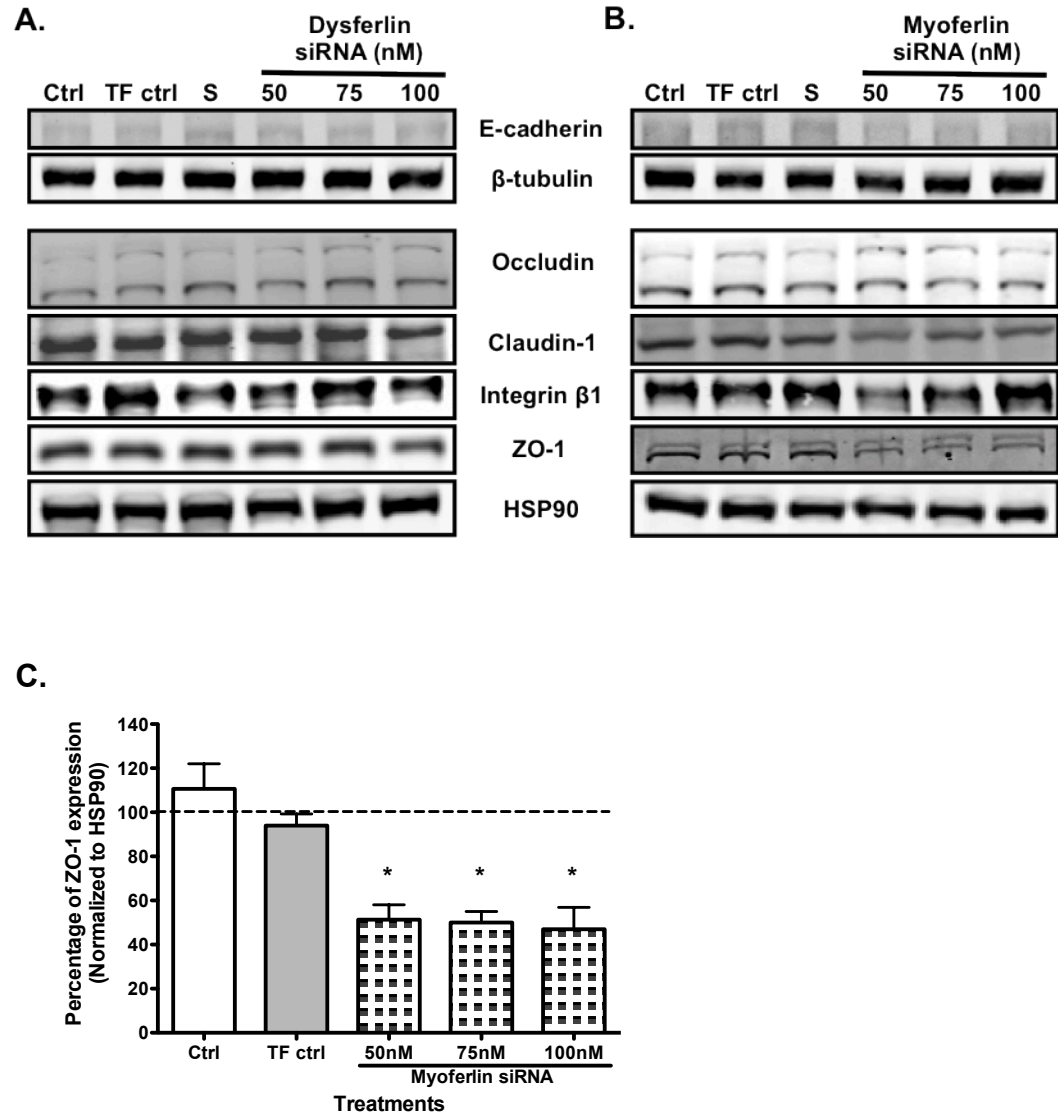 A.
Dysferlin
siRNA (nM)
Ctrl TF ctrl S 50 75 100
B.
Myoferlin
siRNA (nM)
Ctrl TF ctrl S 50 75 100
E-cadherin
β-tubulin
Occludin
Claudin-1
Integrin β1
ZO-1
HSP90
C.
Percentage of ZO-1 expression
(Normalized to HSP90)
140
120
100
80
60
40
20
0
* * *
Ctrl TF ctrl 50nM 75nM 100nM
Myoferlin siRNA
Treatments